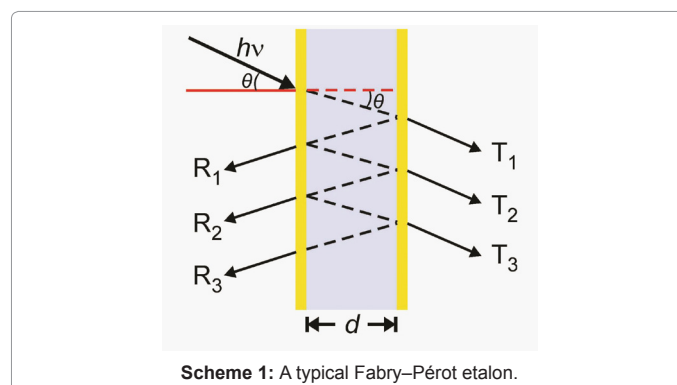 hν
θ
θ
R1
T1
R2
T2
R3
T3
d
Scheme 1: A typical Fabry–Pérot etalon.